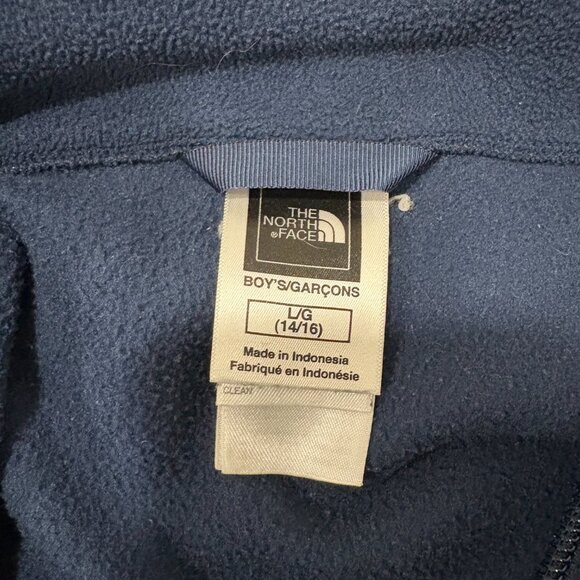 THE
NORTH
®FACE
BOY'S/GARÇONS
L/G
(14/16)
Made in Indonesia
Fabriqué en Indonésie
CLEAN